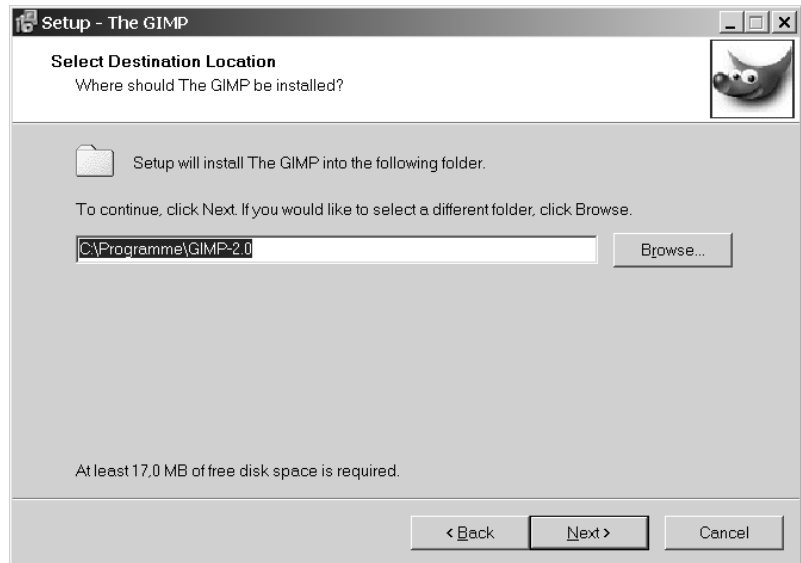 Setup - The GIMP
Select Destination Location
Where should The GIMP be installed?
Setup will install The GIMP into the following folder.
To continue, click Next. If you would like to select a different folder, click Browse.
C:\Programme\GIMP-2.0
Browse...
At least 17,0 MB of free disk space is required.
< Back
Next >
Cancel